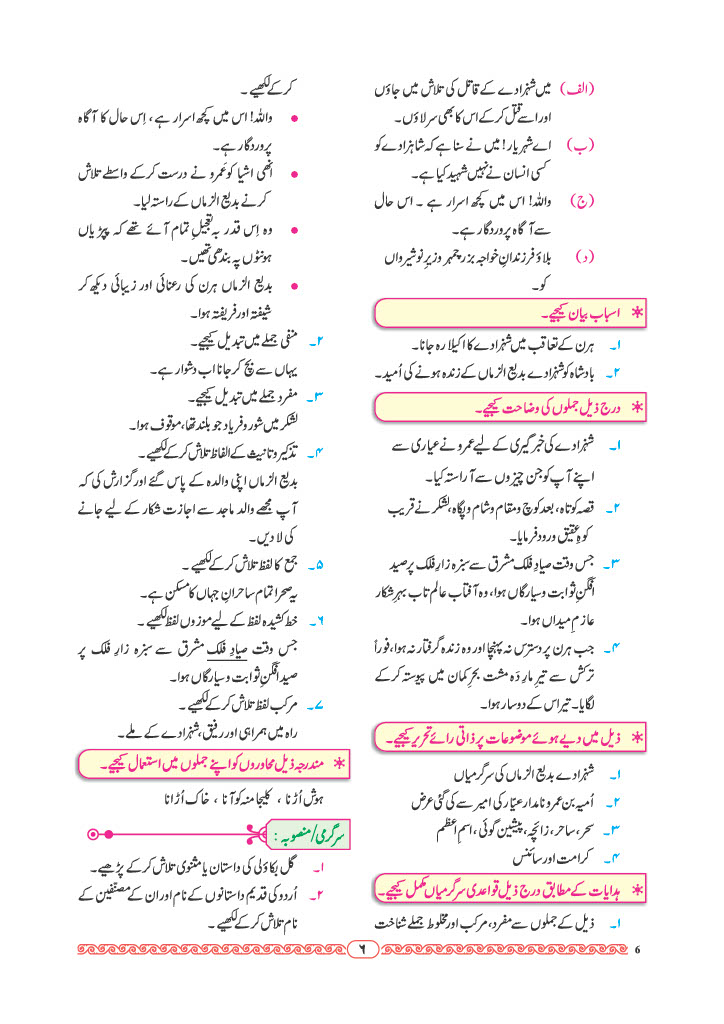 (الف) میں شہزادے کے قاتل کی تلاش میں جاؤں
اور اسے قتل کر کے اس کا بھی سر لاؤں۔
(ب) اے شہریار! میں نے سنا ہے کہ شاہزادے کو
کسی انسان نے نہیں شہید کیا ہے۔
(ج) واللہ! اس میں کچھ اسرار ہے ۔ اس حال
سے آگاہ پروردگار ہے۔
(د) بلاؤ فرزندانِ خواجہ بزرچمہر وزیرِ نوشیرواں
کو۔
* اسباب بیان کیجیے۔
۱۔ ہرن کے تعاقب میں شہزادے کا اکیلا رہ جانا۔
۲۔ بادشاہ کو شہزادے بدیع الزماں کے زندہ ہونے کی اُمید۔
* درج ذیل جملوں کی وضاحت کیجیے۔
۱۔ شہزادے کی خبر گیری کے لیے عمرو نے عیاری سے
اپنے آپ کو جن چیزوں سے آراستہ کیا۔
۲۔ قصہ کوتاہ، بعد کوچ و مقام و شام و پگاہ، لشکر نے قریب
کوہِ عقیق ورود فرمایا۔
۳۔ جس وقت صیادِ فلک مشرق سے سبزہ زارِ فلک پر صید
افگنِ ثوابت و سیارگاں ہوا، وہ آفتاب عالم تاب بہرِ شکار
عازمِ میداں ہوا۔
۴۔ جب ہرن پر دسترس نہ پہنچا اور وہ زندہ گرفتار نہ ہوا، فوراً
ترکش سے تیرِ مارِ دَہ مشت بحرِ کمان میں پیوستہ کر کے
لگایا۔ تیر اس کے دوسار ہوا۔
* ذیل میں دیے ہوئے موضوعات پر ذاتی رائے تحریر کیجیے۔
۱۔ شہزادے بدیع الزماں کی سرگرمیاں
۲۔ اُمیہ بن عمرو نامدار عیّار کی امیر سے کی گئی عرض
۳۔ سحر، ساحر، زائچہ، پیشین گوئی، اسمِ اعظم
۴۔ کرامت اور سائنس
* ہدایات کے مطابق درج ذیل قواعدی سرگرمیاں مکمل کیجیے۔
۱۔ ذیل کے جملوں سے مفرد، مرکب اور مخلوط جملے شناخت
کر کے لکھیے ۔
• واللہ! اس میں کچھ اسرار ہے ، اِس حال کا آگاہ
پروردگار ہے۔
• انھی اشیا کو عَمرو نے درست کر کے واسطے تلاش
کرنے بدیع الزماں کے راستہ لیا۔
• وہ اِس قدر بہ تعجیلِ تمام آئے تھے کہ پپڑیاں
ہونٹوں پہ بندھی تھیں۔
• بدیع الزماں ہرن کی رعنائی اور زیبائی دیکھ کر
شیفتہ اور فریفتہ ہوا۔
۲۔ منفی جملے میں تبدیل کیجیے۔
یہاں سے بچ کر جانا اب دشوار ہے۔
۳۔ مفرد جملے میں تبدیل کیجیے۔
لشکر میں شور و فریاد جو بلند تھا، موقوف ہوا۔
۴۔ تذکیر و تانیث کے الفاظ تلاش کر کے لکھیے۔
بدیع الزماں اپنی والدہ کے پاس گئے اور گزارش کی کہ
آپ مجھے والد ماجد سے اجازت شکار کے لیے جانے
کی لا دیں۔
۵۔ جمع کا لفظ تلاش کر کے لکھیے ۔
یہ صحرا تمام ساحرانِ جہاں کا مسکن ہے۔
۶۔ خط کشیدہ لفظ کے لیے موزوں لفظ لکھیے ۔
جس وقت صیادِ فلک مشرق سے سبزہ زارِ فلک پر
صید افگنِ ثوابت و سیارگاں ہوا۔
۷۔ مرکب لفظ تلاش کر کے لکھیے ۔
راہ میں ہمراہی اور رفیق، شہزادے کے ملے۔
* مندرجہ ذیل محاوروں کو اپنے جملوں میں استعمال کیجیے۔
ہوش اُڑنا ، کلیجا منہ کو آنا ، خاک اُڑانا
سرگرمی/منصوبہ :
۱۔ گل بکاؤلی کی داستان یا مثنوی تلاش کر کے پڑھیے۔
۲۔ اُردو کی قدیم داستانوں کے نام اور ان کے مصنّفین کے
نام تلاش کر کے لکھیے ۔
۶
6